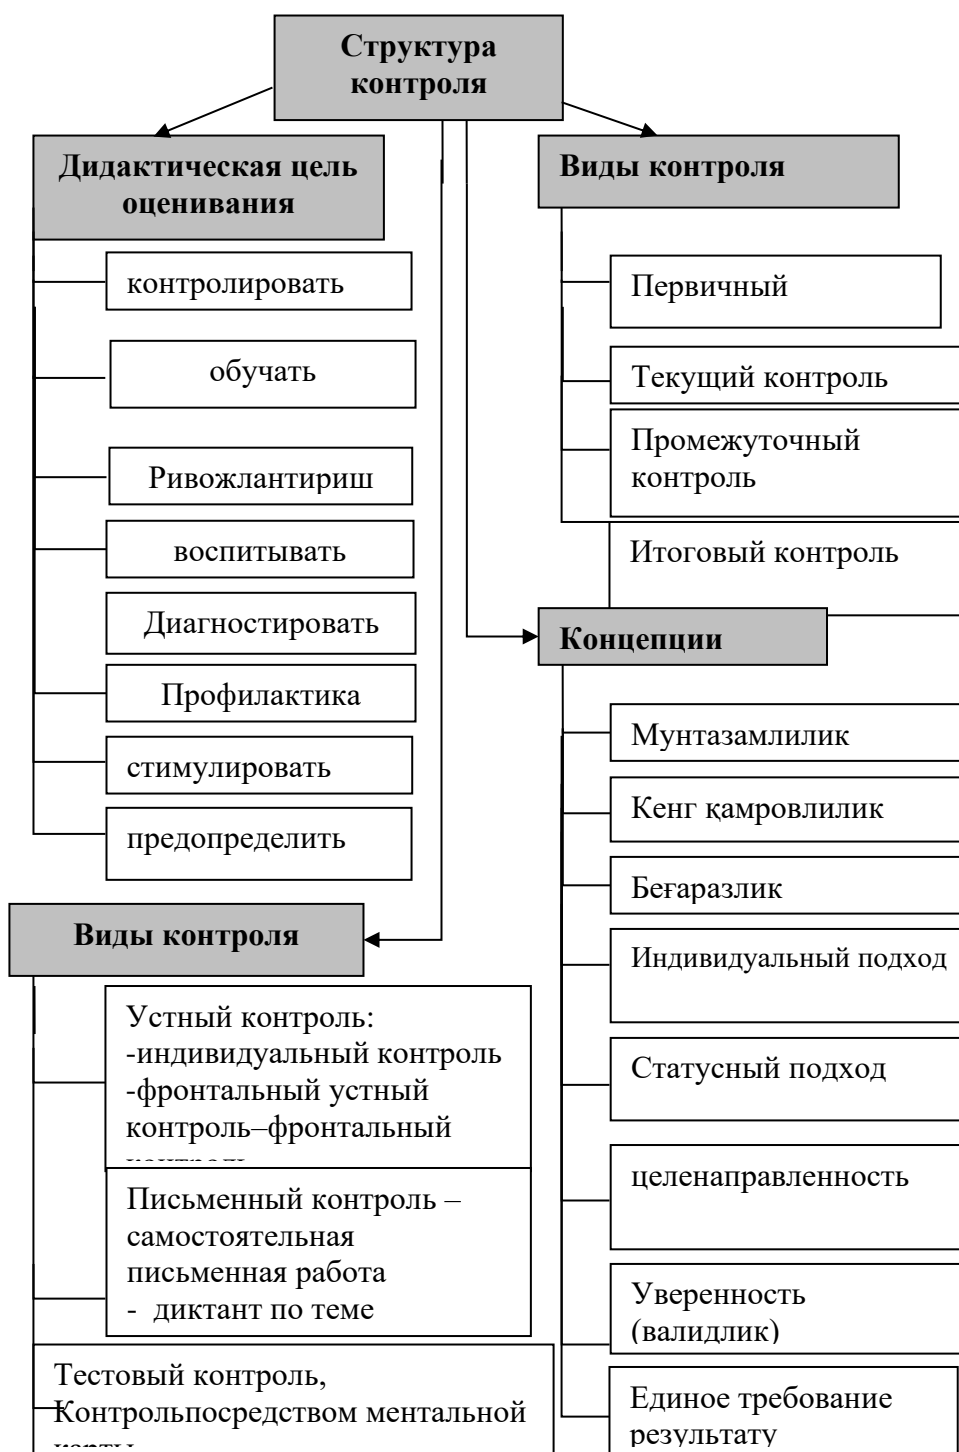 Структура
контроля
Дидактическая цель
оценивания
контролировать
обучать
Ривожлантириш
воспитывать
Диагностировать
Профилактика
стимулировать
предопределить
Виды контроля
Первичный
Текущий контроль
Промежуточный
контроль
Итоговый контроль
Концепции
Мунтазамлилик
Кенг қамровлилик
Беғаразлик
Индивидуальный подход
Статусный подход
целенаправленность
Уверенность
(валидлик)
Единое требование
результату
Виды контроля
Устный контроль:
-индивидуальный контроль
-фронтальный устный
контроль–фронтальный
контроль
Письменный контроль –
самостоятельная
письменная работа
- диктант по теме
Тестовый контроль,
Контрольпосредством ментальной
карты